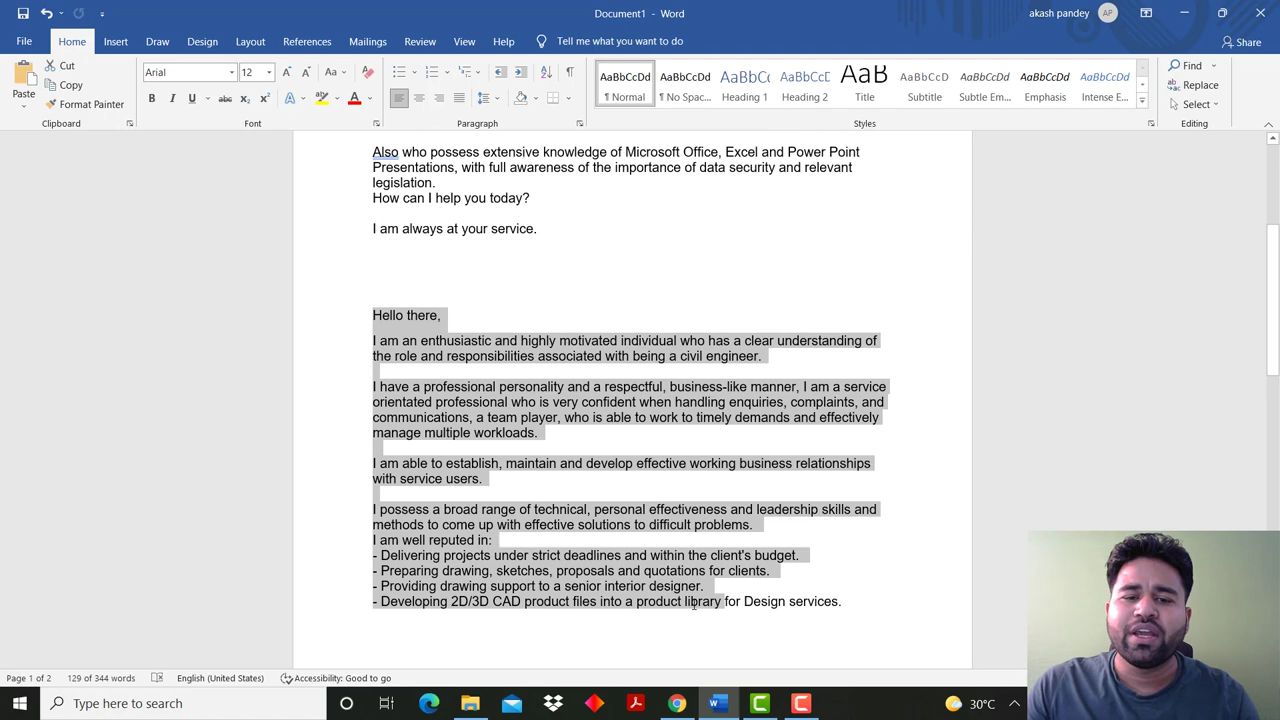 Document1 - Word
akash pandey
AP
File
Home
Insert
Draw
Design
Layout
References
Mailings
Review
View
Help
Tell me what you want to do
Share
Paste
Cut
Copy
Format Painter
Clipboard
Arial
12
Font
Paragraph
AaBbCcDd
¶ Normal
AaBbCcDd
¶ No Spac...
AaBbCc
Heading 1
AaBbCcE
Heading 2
AaB
Title
AaBbCcD
Subtitle
AaBbCcDd
Subtle Em...
AaBbCcDd
Emphasis
AaBbCcDd
Intense E...
Styles
Find
Replace
Select
Editing
Also who possess extensive knowledge of Microsoft Office, Excel and Power Point
Presentations, with full awareness of the importance of data security and relevant
legislation.
How can I help you today?
I am always at your service.
Hello there,
I am an enthusiastic and highly motivated individual who has a clear understanding of
the role and responsibilities associated with being a civil engineer.
I have a professional personality and a respectful, business-like manner, I am a service
orientated professional who is very confident when handling enquiries, complaints, and
communications, a team player, who is able to work to timely demands and effectively
manage multiple workloads.
I am able to establish, maintain and develop effective working business relationships
with service users.
I possess a broad range of technical, personal effectiveness and leadership skills and
methods to come up with effective solutions to difficult problems.
I am well reputed in:
- Delivering projects under strict deadlines and within the client's budget.
- Preparing drawing, sketches, proposals and quotations for clients.
- Providing drawing support to a senior interior designer.
- Developing 2D/3D CAD product files into a product library for Design services.
Page 1 of 2
129 of 344 words
English (United States)
Accessibility: Good to go
Type here to search
30°C